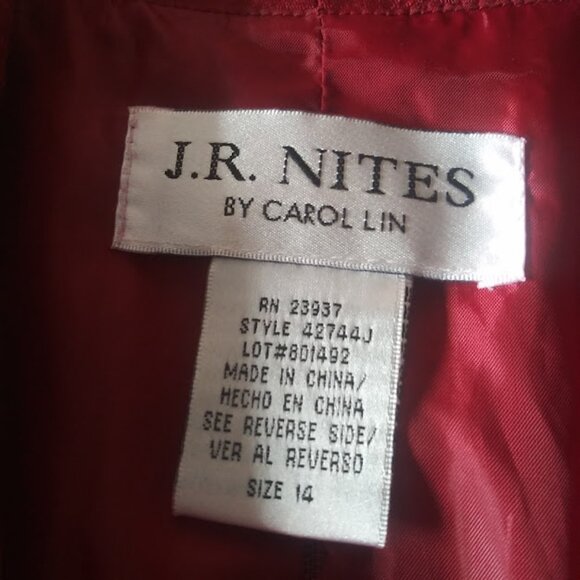 J.R. NITES
BY CAROL LIN
RN 23937
STYLE 42744J
LOT#801492
MADE IN CHINA/
HECHO EN CHINA
SEE REVERSE SIDE/
VER AL REVERSO
SIZE 14